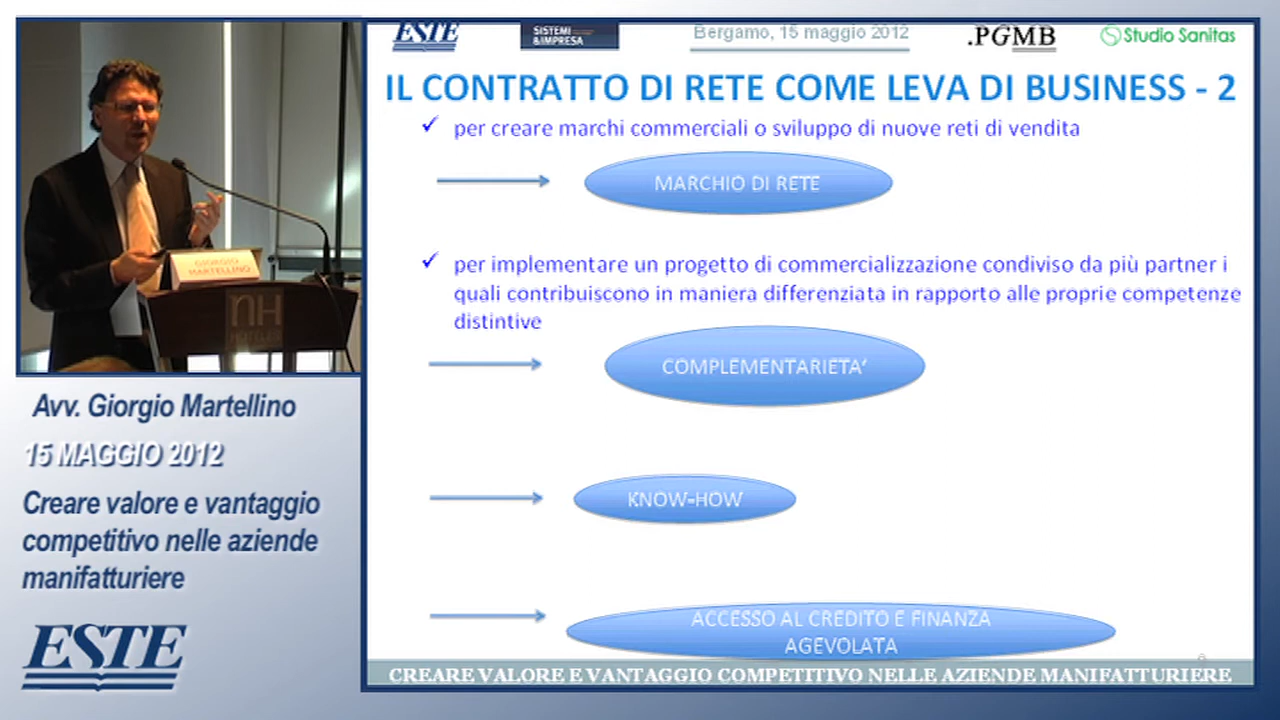 ESTE
SISTEMI
&IMPRESA
Bergamo, 15 maggio 2012
.PGMB
Studio Sanitas
IL CONTRATTO DI RETE COME LEVA DI BUSINESS - 2
✓ per creare marchi commerciali o sviluppo di nuove reti di vendita
MARCHIO DI RETE
✓ per implementare un progetto di commercializzazione condiviso da più partner i
quali contribuiscono in maniera differenziata in rapporto alle proprie competenze
distintive
COMPLEMENTARIETA'
KNOW-HOW
ACCESSO AL CREDITO E FINANZA
AGEVOLATA
CREARE VALORE E VANTAGGIO COMPETITIVO NELLE AZIENDE MANIFATTURIERE
GIORGIO
MARTELLINO
nH
HOTELES
Avv. Giorgio Martellino
15 MAGGIO 2012
Creare valore e vantaggio
competitivo nelle aziende
manifatturiere
ESTE